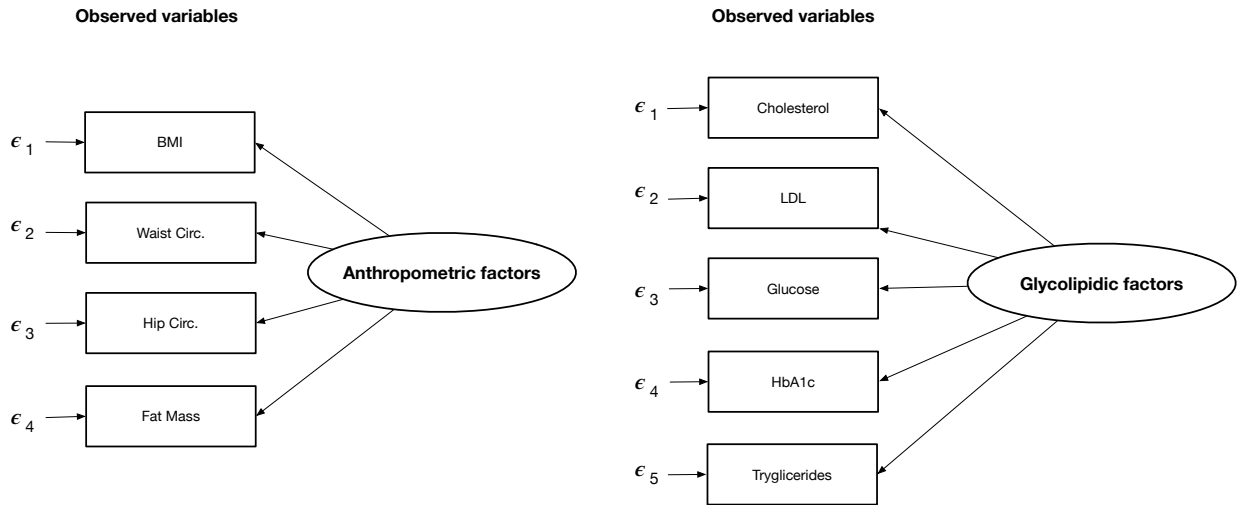 Observed variables
ϵ 1
BMI
ϵ 2
Waist Circ.
ϵ 3
Hip Circ.
ϵ 4
Fat Mass
Anthropometric factors
Observed variables
ϵ 1
Cholesterol
ϵ 2
LDL
ϵ 3
Glucose
ϵ 4
HbA1c
ϵ 5
Tryglicerides
Glycolipidic factors